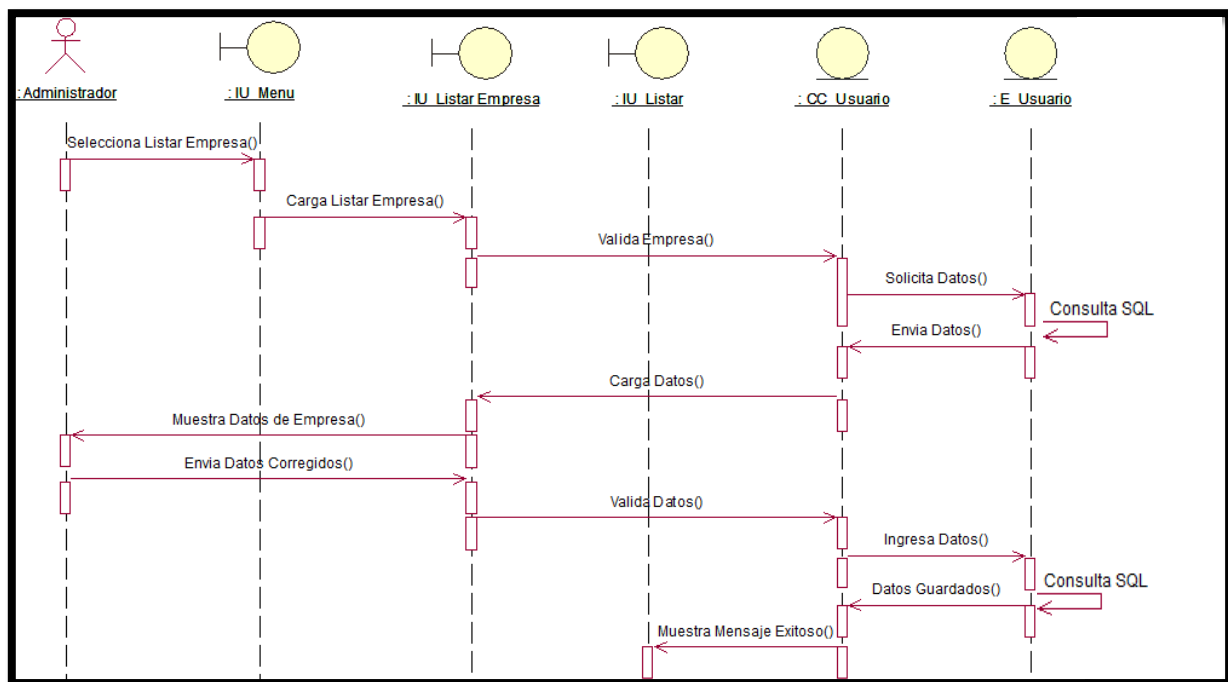 : Administrador
: IU_Menu
: IU_Listar Empresa
: IU_Listar
: CC_Usuario
: E_Usuario
Selecciona Listar Empresa()
Carga Listar Empresa()
Valida Empresa()
Solicita Datos()
Consulta SQL
Envia Datos()
Carga Datos()
Muestra Datos de Empresa()
Envia Datos Corregidos()
Valida Datos()
Ingresa Datos()
Consulta SQL
Datos Guardados()
Muestra Mensaje Exitoso()